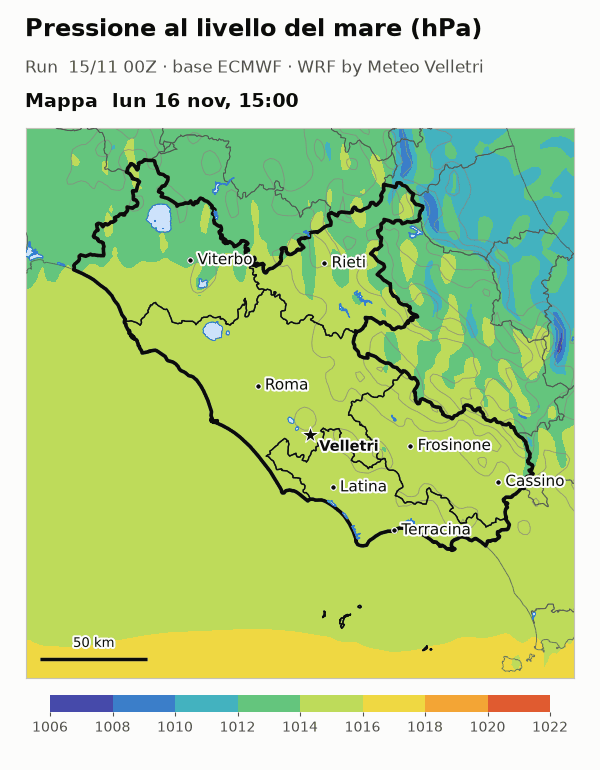 Pressione al livello del mare (hPa)
Run  15/11 00Z · base ECMWF · WRF by Meteo Velletri
Mappa  lun 16 nov, 15:00
Viterbo
Rieti
Roma
Velletri
Frosinone
Latina
Cassino
Terracina
50 km
1006 1008 1010 1012 1014 1016 1018 1020 1022